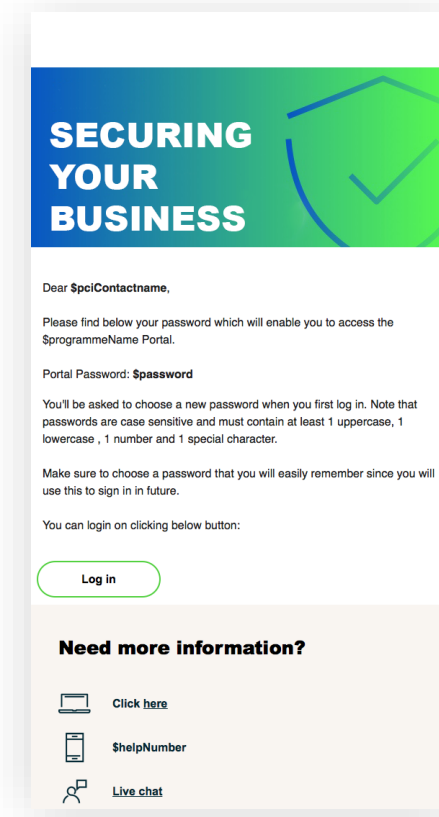 SECURING
YOUR
BUSINESS
Dear $pciContactname,
Please find below your password which will enable you to access the
$programmeName Portal.
Portal Password: $password
You'll be asked to choose a new password when you first log in. Note that
passwords are case sensitive and must contain at least 1 uppercase, 1
lowercase , 1 number and 1 special character.
Make sure to choose a password that you will easily remember since you will
use this to sign in in future.
You can login on clicking below button:
Log in
Need more information?
Click here
$helpNumber
Live chat